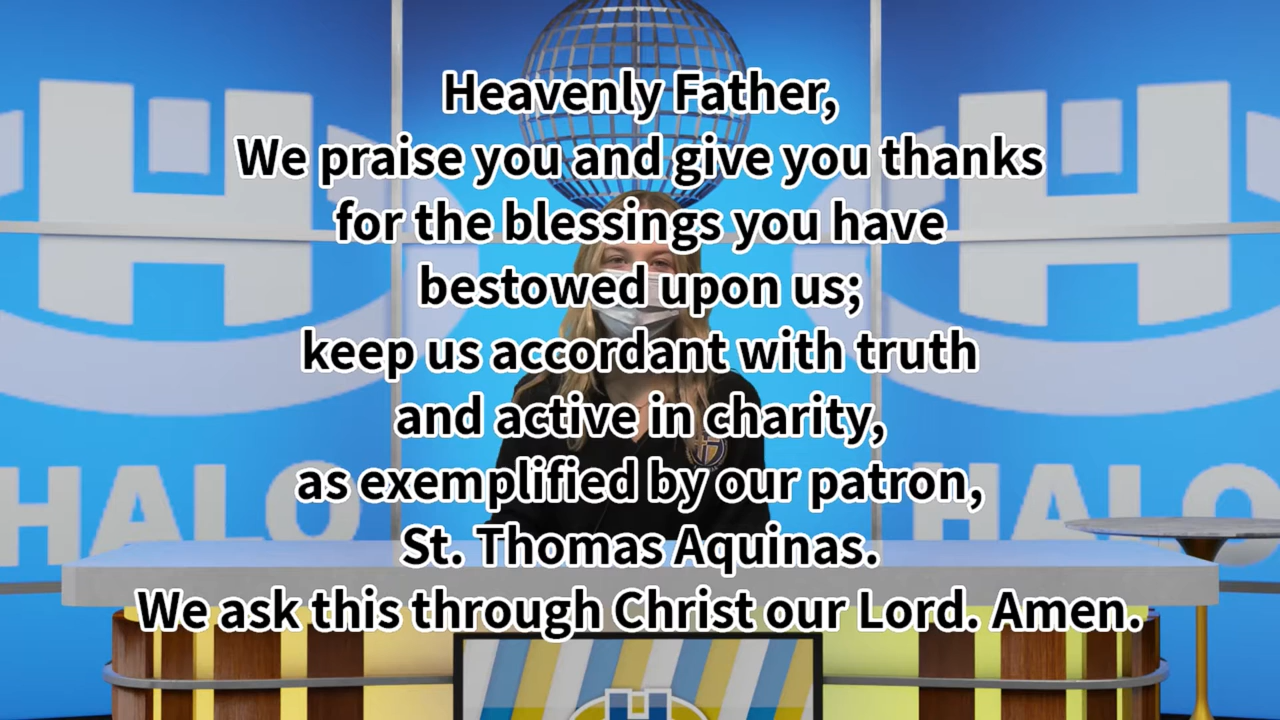 Heavenly Father,
We praise you and give you thanks
for the blessings you have
bestowed upon us;
keep us accordant with truth
and active in charity,
as exemplified by our patron,
St. Thomas Aquinas.
We ask this through Christ our Lord. Amen.
H
H
HALO
HALO
H